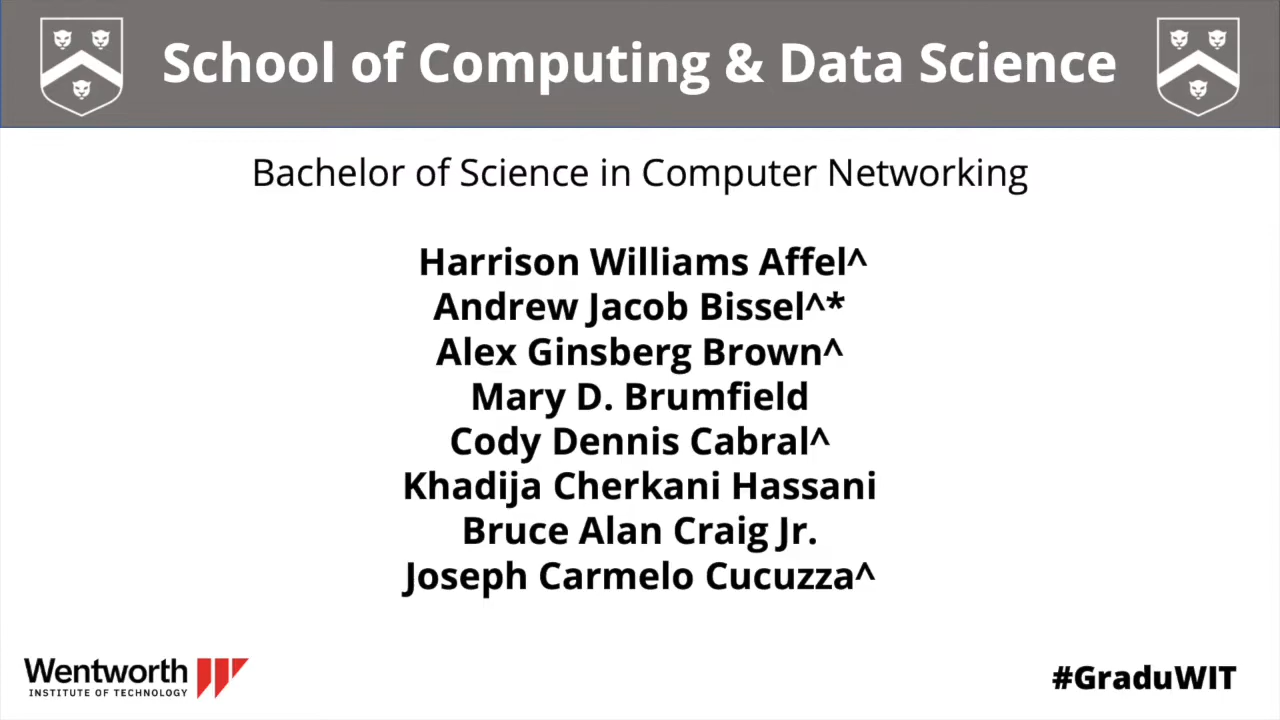 School of Computing & Data Science
Bachelor of Science in Computer Networking
Harrison Williams Affel^
Andrew Jacob Bissel^*
Alex Ginsberg Brown^
Mary D. Brumfield
Cody Dennis Cabral^
Khadija Cherkani Hassani
Bruce Alan Craig Jr.
Joseph Carmelo Cucuzza^
Wentworth
INSTITUTE OF TECHNOLOGY
#GraduWIT